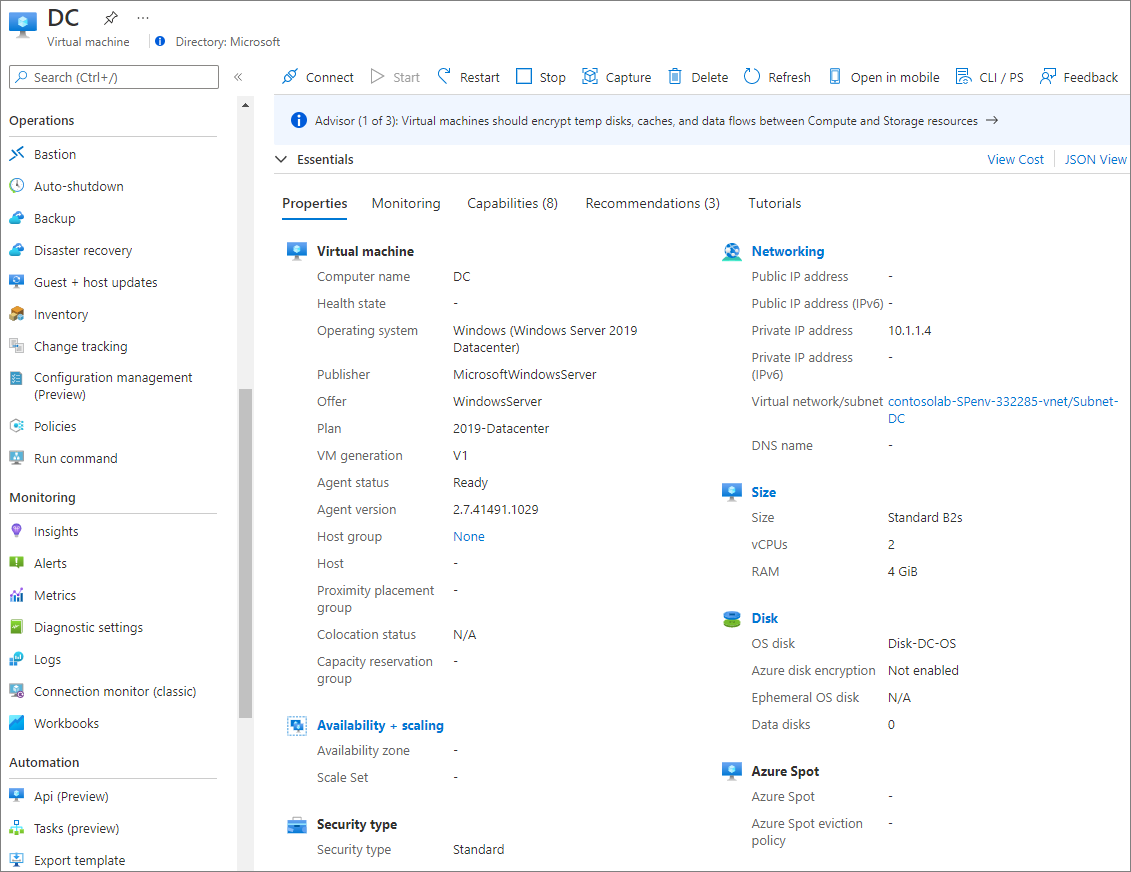 DC
...
Virtual machine
Directory: Microsoft
Search (Ctrl+/)
«
Operations
Bastion
Auto-shutdown
Backup
Disaster recovery
Guest + host updates
Inventory
Change tracking
Configuration management
(Preview)
Policies
Run command
Monitoring
Insights
Alerts
Metrics
Diagnostic settings
Logs
Connection monitor (classic)
Workbooks
Automation
Api (Preview)
Tasks (preview)
Export template
Connect
Start
Restart
Stop
Capture
Delete
Refresh
Open in mobile
CLI / PS
Feedback
Advisor (1 of 3): Virtual machines should encrypt temp disks, caches, and data flows between Compute and Storage resources →
Essentials
View Cost
JSON View
Properties
Monitoring
Capabilities (8)
Recommendations (3)
Tutorials
Virtual machine
Computer name DC
Health state -
Operating system Windows (Windows Server 2019
Datacenter)
Publisher MicrosoftWindowsServer
Offer WindowsServer
Plan 2019-Datacenter
VM generation V1
Agent status Ready
Agent version 2.7.41491.1029
Host group None
Host -
Proximity placement -
group
Colocation status N/A
Capacity reservation -
group
Availability + scaling
Availability zone -
Scale Set -
Security type
Security type Standard
Networking
Public IP address -
Public IP address (IPv6) -
Private IP address 10.1.1.4
Private IP address -
(IPv6)
Virtual network/subnet contosolab-SPenv-332285-vnet/Subnet-
DC
DNS name -
Size
Size Standard B2s
vCPUs 2
RAM 4 GiB
Disk
OS disk Disk-DC-OS
Azure disk encryption Not enabled
Ephemeral OS disk N/A
Data disks 0
Azure Spot
Azure Spot -
Azure Spot eviction -
policy